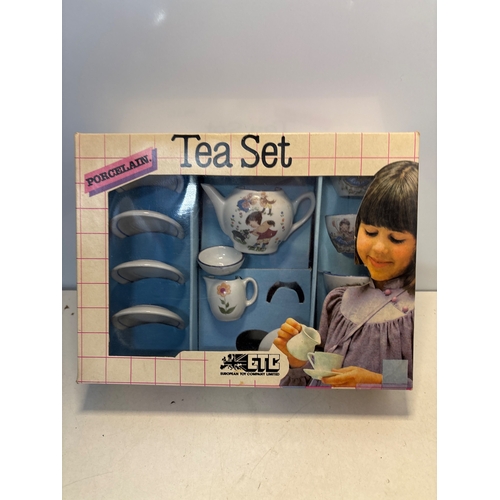 Tea Set
PORCELAIN.
ETC
EUROPEAN TOY COMPANY LIMITED